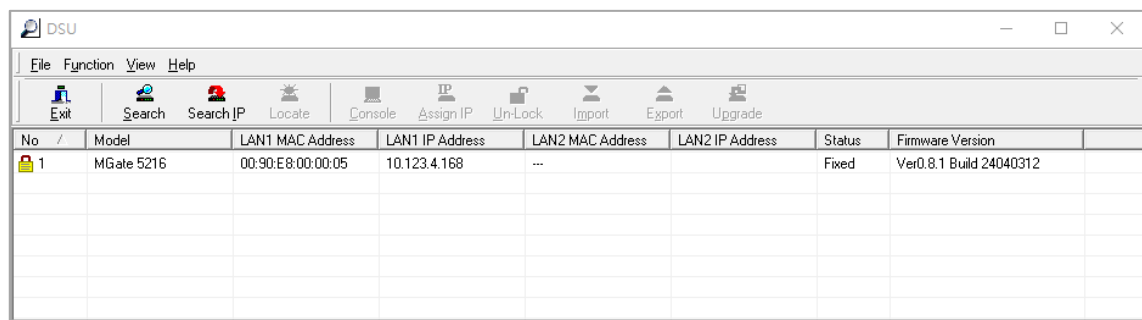 DSU
File Function View Help
Exit Search Search IP Locate Console Assign IP Un-Lock Import Export Upgrade
No Model LAN1 MAC Address LAN1 IP Address LAN2 MAC Address LAN2 IP Address Status Firmware Version
1 MGate 5216 00:90:E8:00:00:05 10.123.4.168 --- Fixed Ver0.8.1 Build 24040312